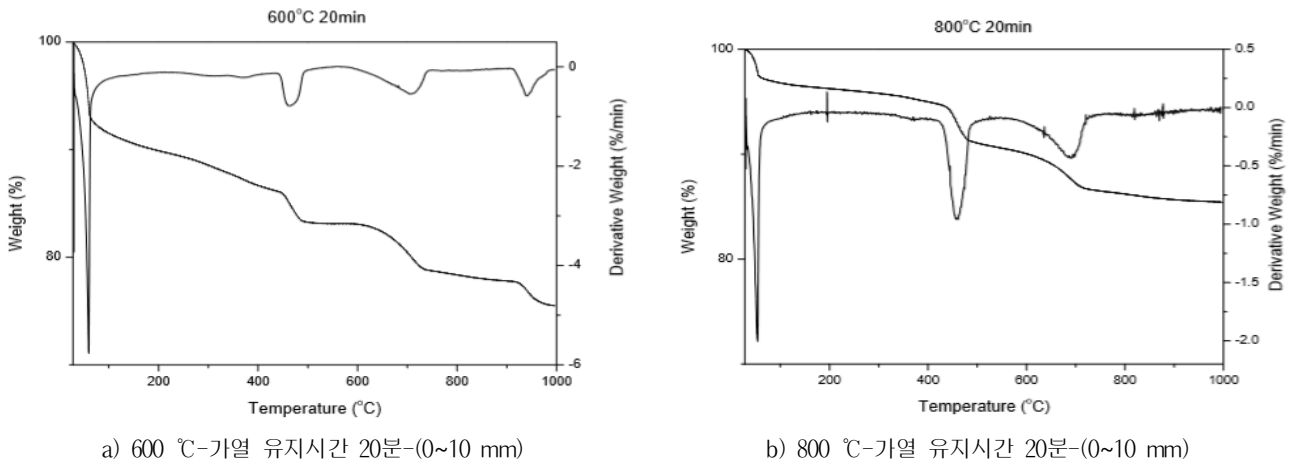 600°C 20min
100
80
Weight (%)
0
-2
-4
-6
Derivative Weight (%/min)
200 400 600 800 1000
Temperature (°C)
a) 600 ℃-가열 유지시간 20분-(0~10 mm)
800°C 20min
100
80
Weight (%)
0.5
0.0
-0.5
-1.0
-1.5
-2.0
Derivative Weight (%/min)
200 400 600 800 1000
Temperature (°C)
b) 800 ℃-가열 유지시간 20분-(0~10 mm)